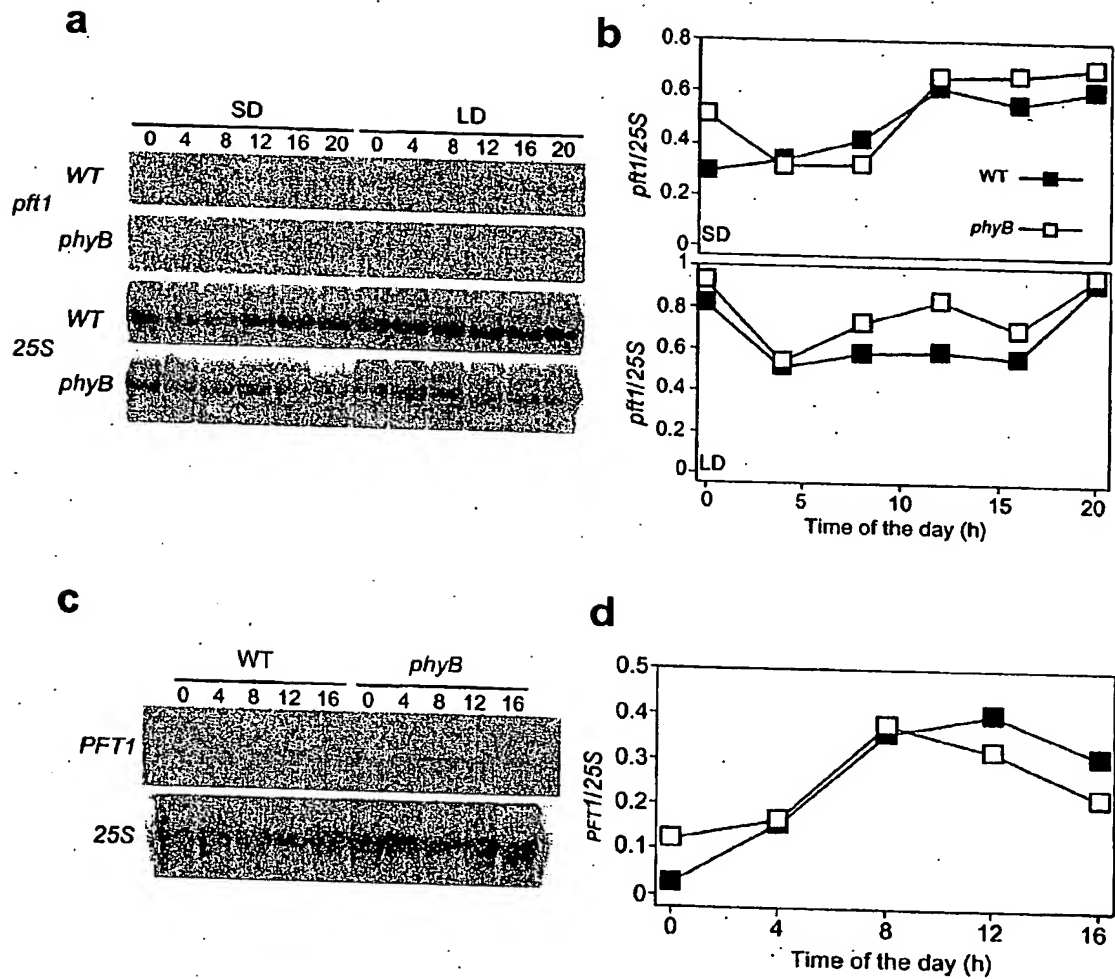 a
SD LD
0 4 8 12 16 20 0 4 8 12 16 20
WT
pft1
phyB
WT
25S
phyB
b
0.8
0.6
0.4
0.2
0
pft1/25S
WT
phyB
SD
1
0.8
0.6
0.4
0.2
0
pft1/25S
LD
0 5 10 15 20
Time of the day (h)
c
WT phyB
0 4 8 12 16 0 4 8 12 16
PFT1
25S
d
0.5
0.4
0.3
0.2
0.1
0
PFT1/25S
0 4 8 12 16
Time of the day (h)